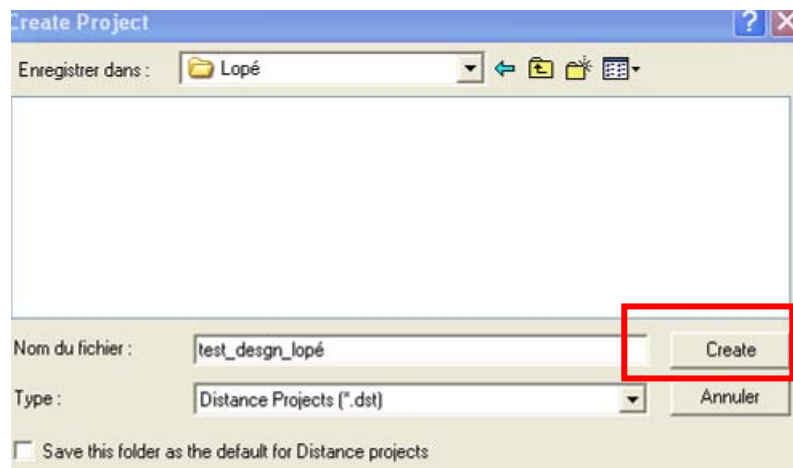 Create Project ?
Enregistrer dans : Lopé
Nom du fichier : test_desgn_lopé Create
Type : Distance Projects (*.dst) Annuler
Save this folder as the default for Distance projects